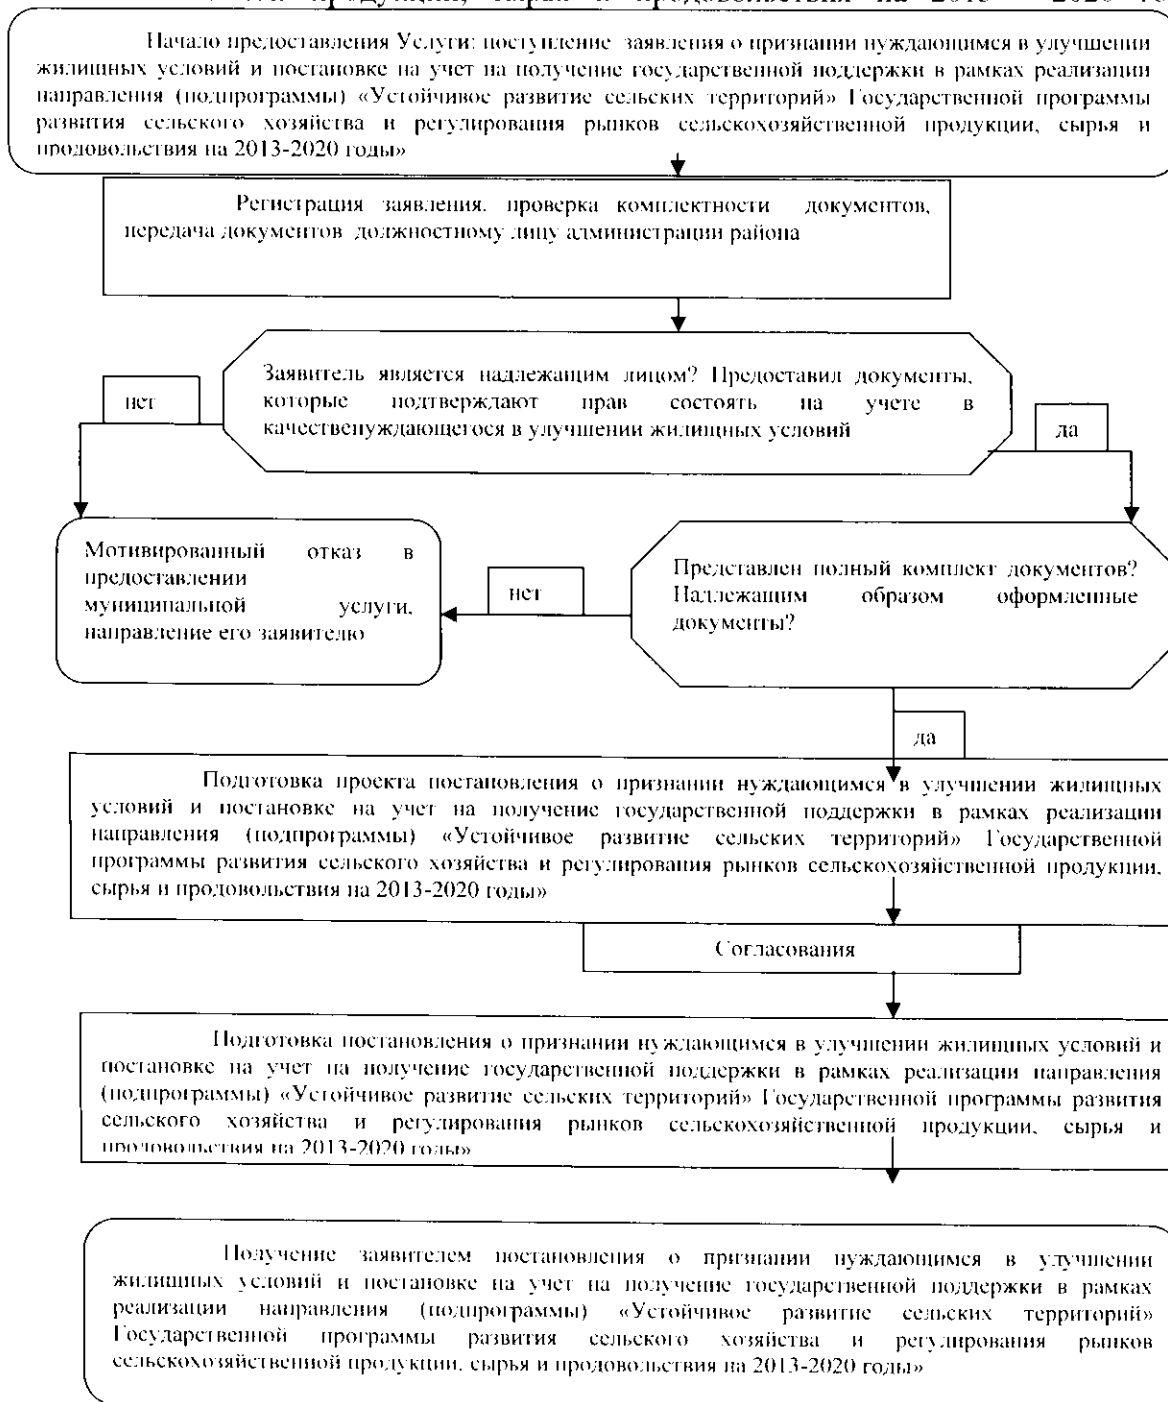 продукции, сырья и продовольствия на 2013 – 2020 го
Начало предоставления Услуги: поступление заявления о признании нуждающимся в улучшении
жилищных условий и постановке на учет на получение государственной поддержки в рамках реализации
направления (подпрограммы) «Устойчивое развитие сельских территорий» Государственной программы
развития сельского хозяйства и регулирования рынков сельскохозяйственной продукции, сырья и
продовольствия на 2013-2020 годы»
Регистрация заявления, проверка комплектности документов,
передача документов должностному лицу администрации района
Заявитель является надлежащим лицом? Предоставил документы,
которые подтверждают прав состоять на учете в
качественуждающегося в улучшении жилищных условий
нет
да
Мотивированный отказ в
предоставлении
муниципальной услуги,
направление его заявителю
нет
Представлен полный комплект документов?
Надлежащим образом оформленные
документы?
да
Подготовка проекта постановления о признании нуждающимся в улучшении жилищных
условий и постановке на учет на получение государственной поддержки в рамках реализации
направления (подпрограммы) «Устойчивое развитие сельских территорий» Государственной
программы развития сельского хозяйства и регулирования рынков сельскохозяйственной продукции,
сырья и продовольствия на 2013-2020 годы»
Согласования
Подготовка постановления о признании нуждающимся в улучшении жилищных условий и
постановке на учет на получение государственной поддержки в рамках реализации направления
(подпрограммы) «Устойчивое развитие сельских территорий» Государственной программы развития
сельского хозяйства и регулирования рынков сельскохозяйственной продукции, сырья и
продовольствия на 2013-2020 годы»
Получение заявителем постановления о признании нуждающимся в улучшении
жилищных условий и постановке на учет на получение государственной поддержки в рамках
реализации направления (подпрограммы) «Устойчивое развитие сельских территорий»
Государственной программы развития сельского хозяйства и регулирования рынков
сельскохозяйственной продукции, сырья и продовольствия на 2013-2020 годы»